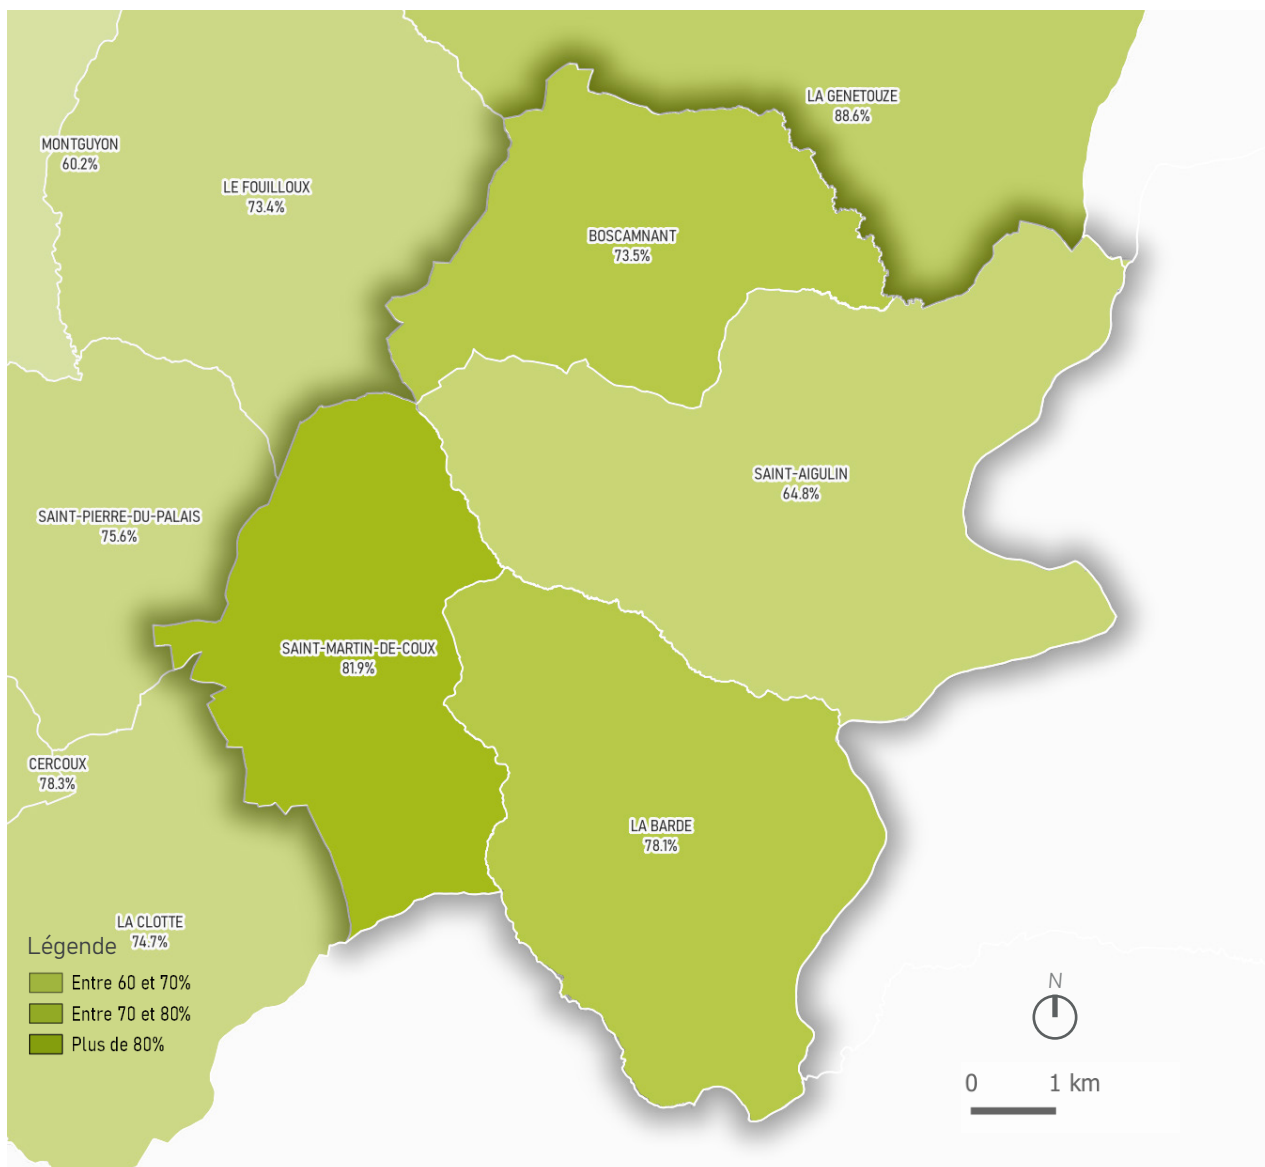 LA GENETOUZE
88.6%
MONTGUYON
60.2%
LE FOUILLOUX
73.4%
BOSCAMNANT
73.5%
SAINT-AIGULIN
64.8%
SAINT-PIERRE-DU-PALAIS
75.6%
SAINT-MARTIN-DE-COUX
81.9%
CERCOUX
78.3%
LA BARDE
78.1%
LA CLOTTE
74.7%
Légende
Entre 60 et 70%
Entre 70 et 80%
Plus de 80%
N
0 1 km